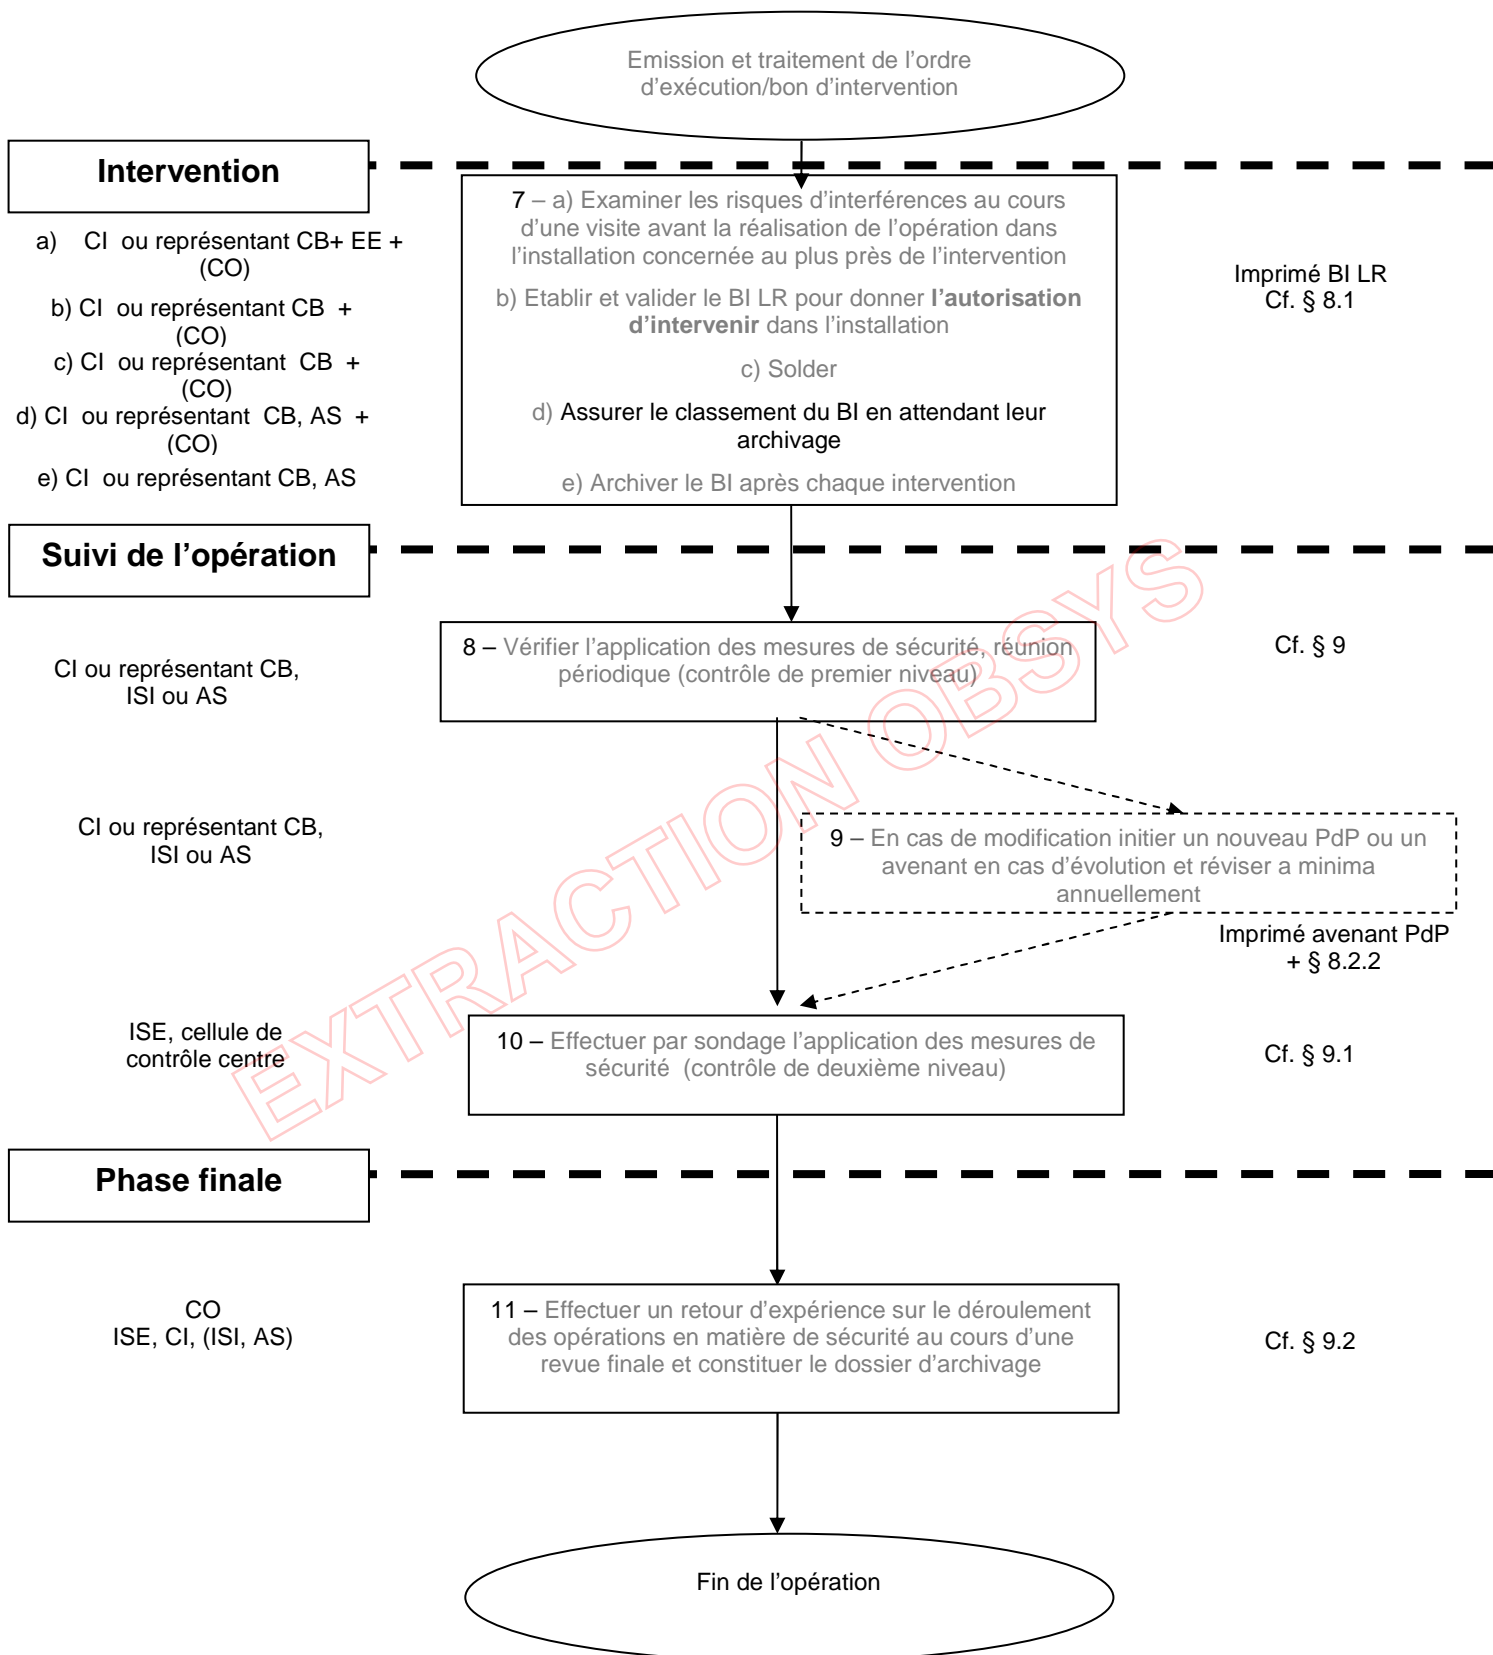 Emission et traitement de l'ordre
d'exécution/bon d'intervention
Intervention
a) CI ou représentant CB+ EE +
(CO)
b) CI ou représentant CB +
(CO)
c) CI ou représentant CB +
(CO)
d) CI ou représentant CB, AS +
(CO)
e) CI ou représentant CB, AS
7 – a) Examiner les risques d'interférences au cours
d'une visite avant la réalisation de l'opération dans
l'installation concernée au plus près de l'intervention
b) Etablir et valider le BI LR pour donner l'autorisation
d'intervenir dans l'installation
c) Solder
d) Assurer le classement du BI en attendant leur
archivage
e) Archiver le BI après chaque intervention
Imprimé BI LR
Cf. § 8.1
Suivi de l'opération
CI ou représentant CB,
ISI ou AS
8 – Vérifier l'application des mesures de sécurité, réunion
périodique (contrôle de premier niveau)
Cf. § 9
CI ou représentant CB,
ISI ou AS
9 – En cas de modification initier un nouveau PdP ou un
avenant en cas d'évolution et réviser a minima
annuellement
Imprimé avenant PdP
+ § 8.2.2
ISE, cellule de
contrôle centre
10 – Effectuer par sondage l'application des mesures de
sécurité (contrôle de deuxième niveau)
Cf. § 9.1
EXTRACTION OBSYS
Phase finale
CO
ISE, CI, (ISI, AS)
11 – Effectuer un retour d'expérience sur le déroulement
des opérations en matière de sécurité au cours d'une
revue finale et constituer le dossier d'archivage
Cf. § 9.2
Fin de l'opération